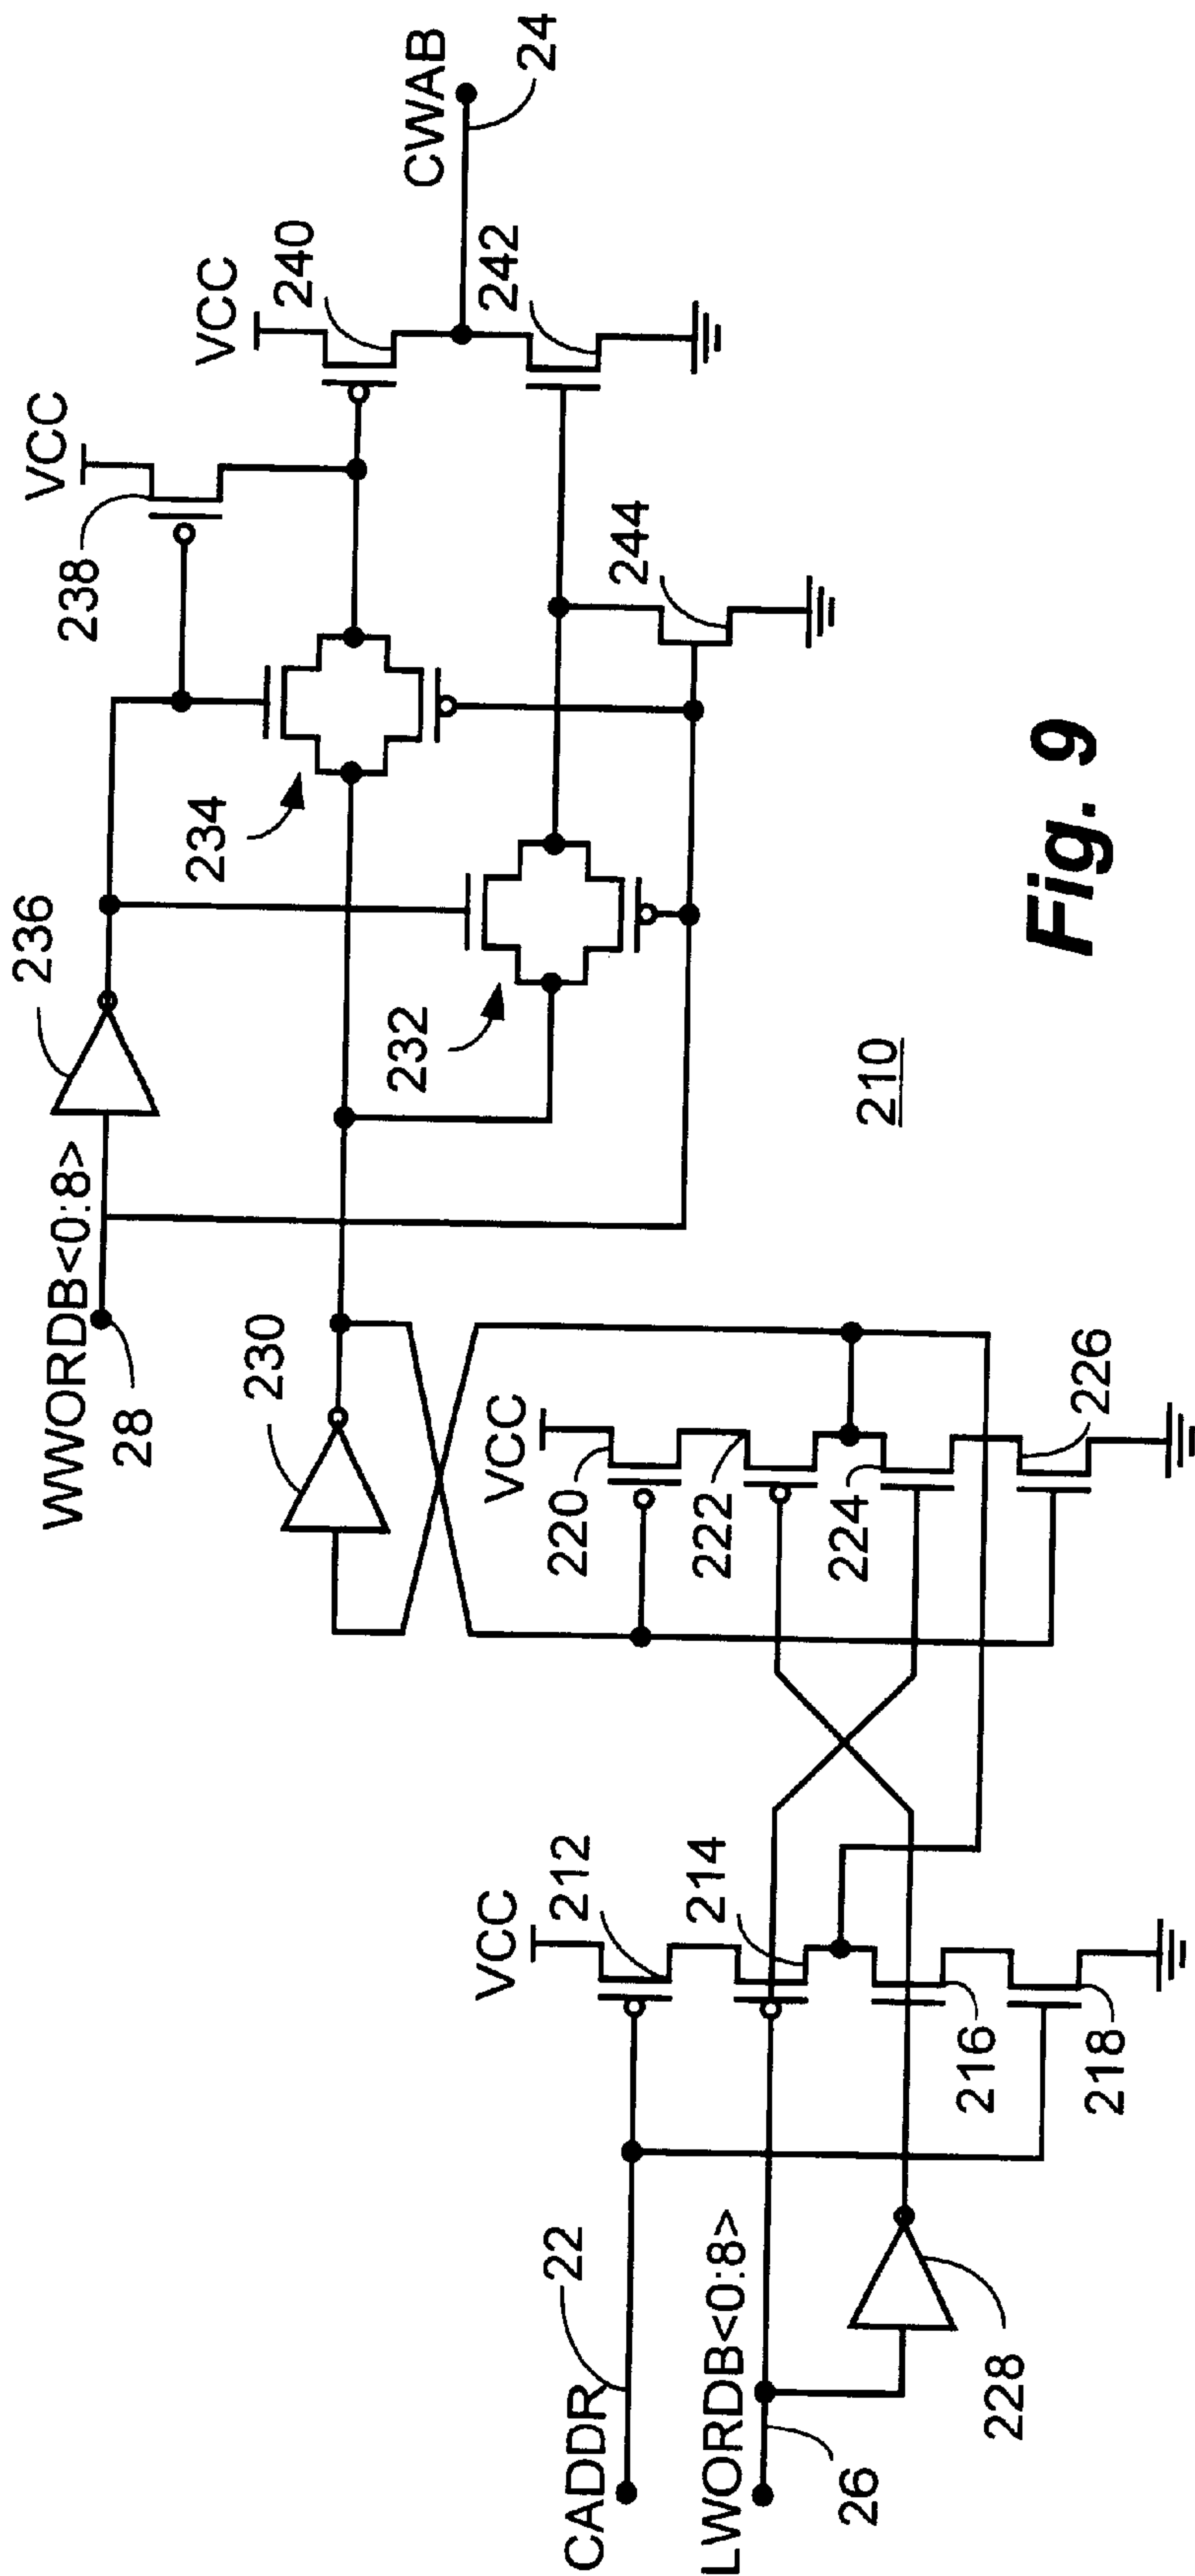 CADDR
22
LWORDB<0:8>
26
228
VCC
212
214
216
218
VCC
220
222
224
226
230
WWORDB<0:8>
28
236
232
234
238
VCC
VCC
240
242
244
CWAB
24
210
Fig. 9